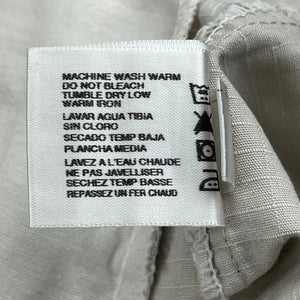 MACHINE WASH WARM
DO NOT BLEACH
TUMBLE DRY LOW
WARM IRON
LAVAR AGUA TIBIA
SIN CLORO
SECADO TEMP BAJA
PLANCHA MEDIA
LAVEZ A L'EAU CHAUDE
NE PAS JAVELLISER
SECHEZ TEMP BASSE
REPASSEZ UN FER CHAUD